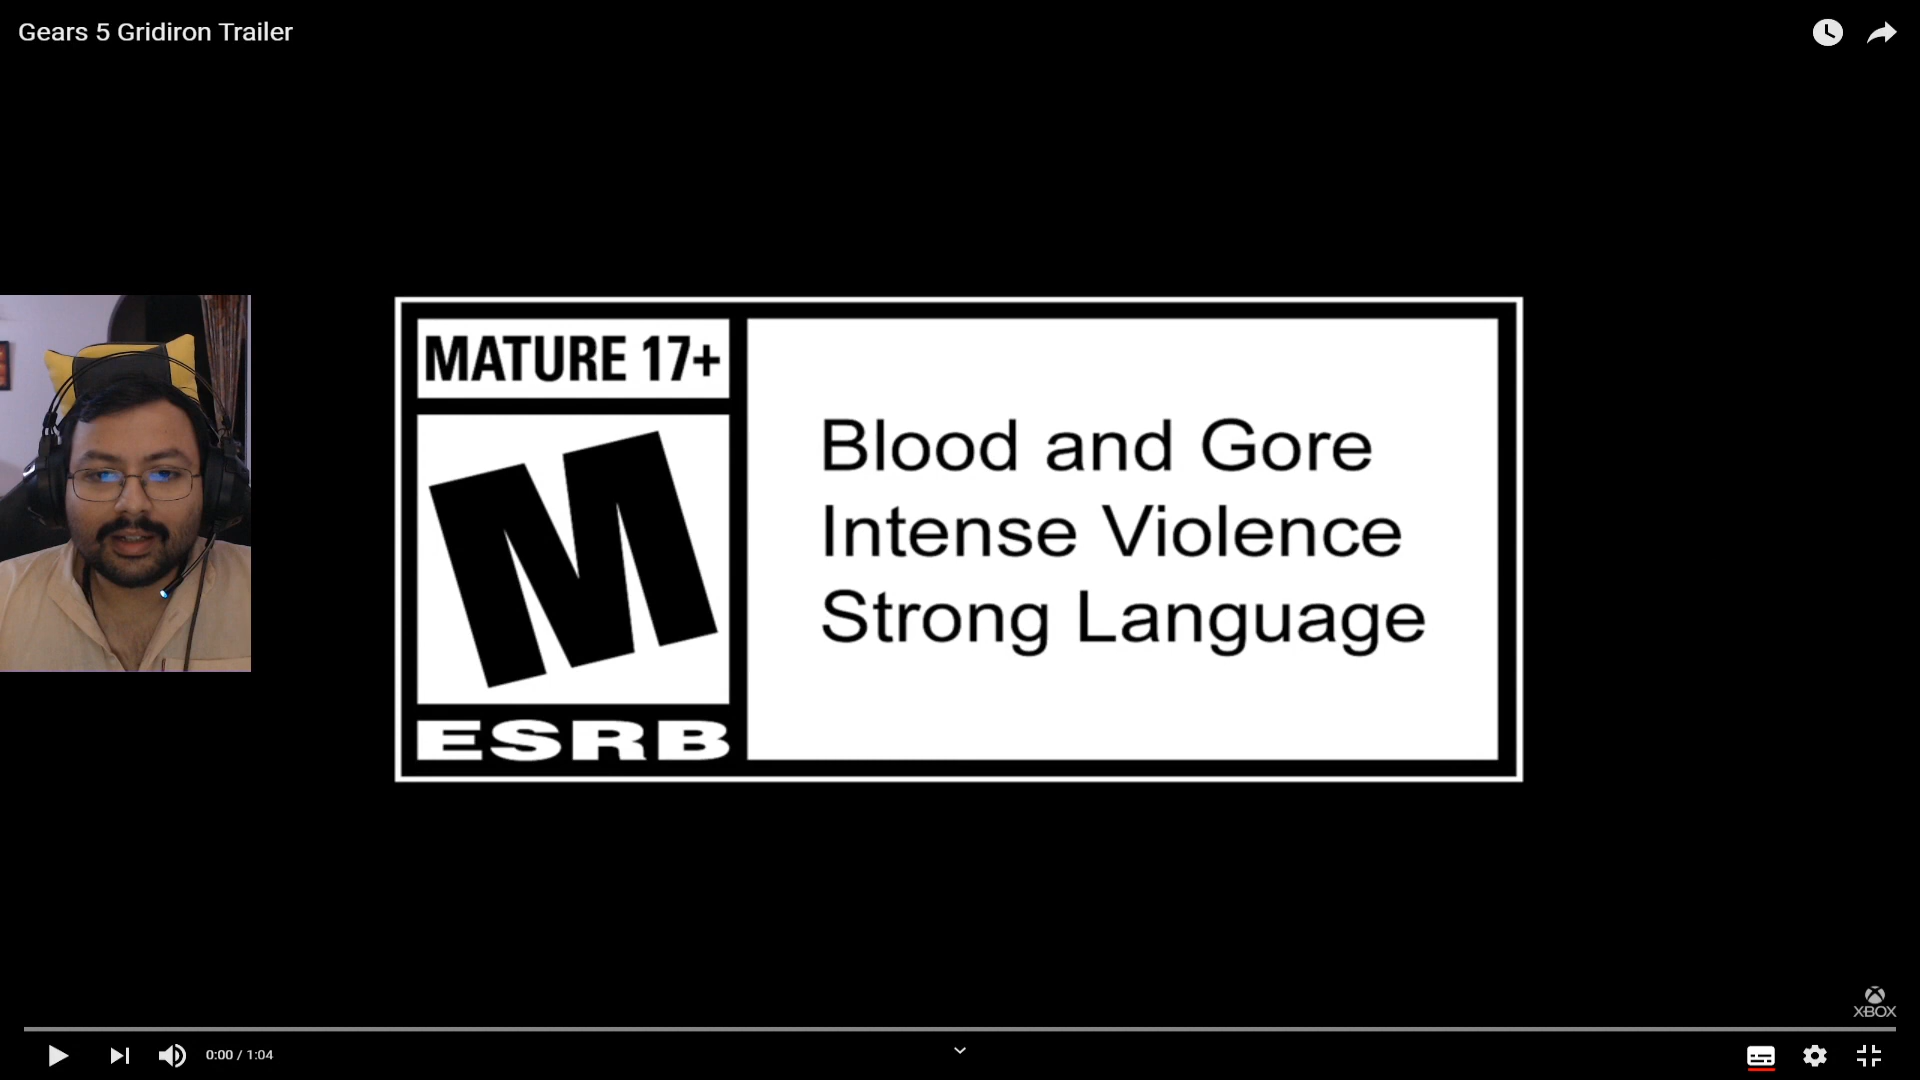 Gears 5 Gridiron Trailer
MATURE 17+
M
ESRB
Blood and Gore
Intense Violence
Strong Language
XBOX
0:00 / 1:04